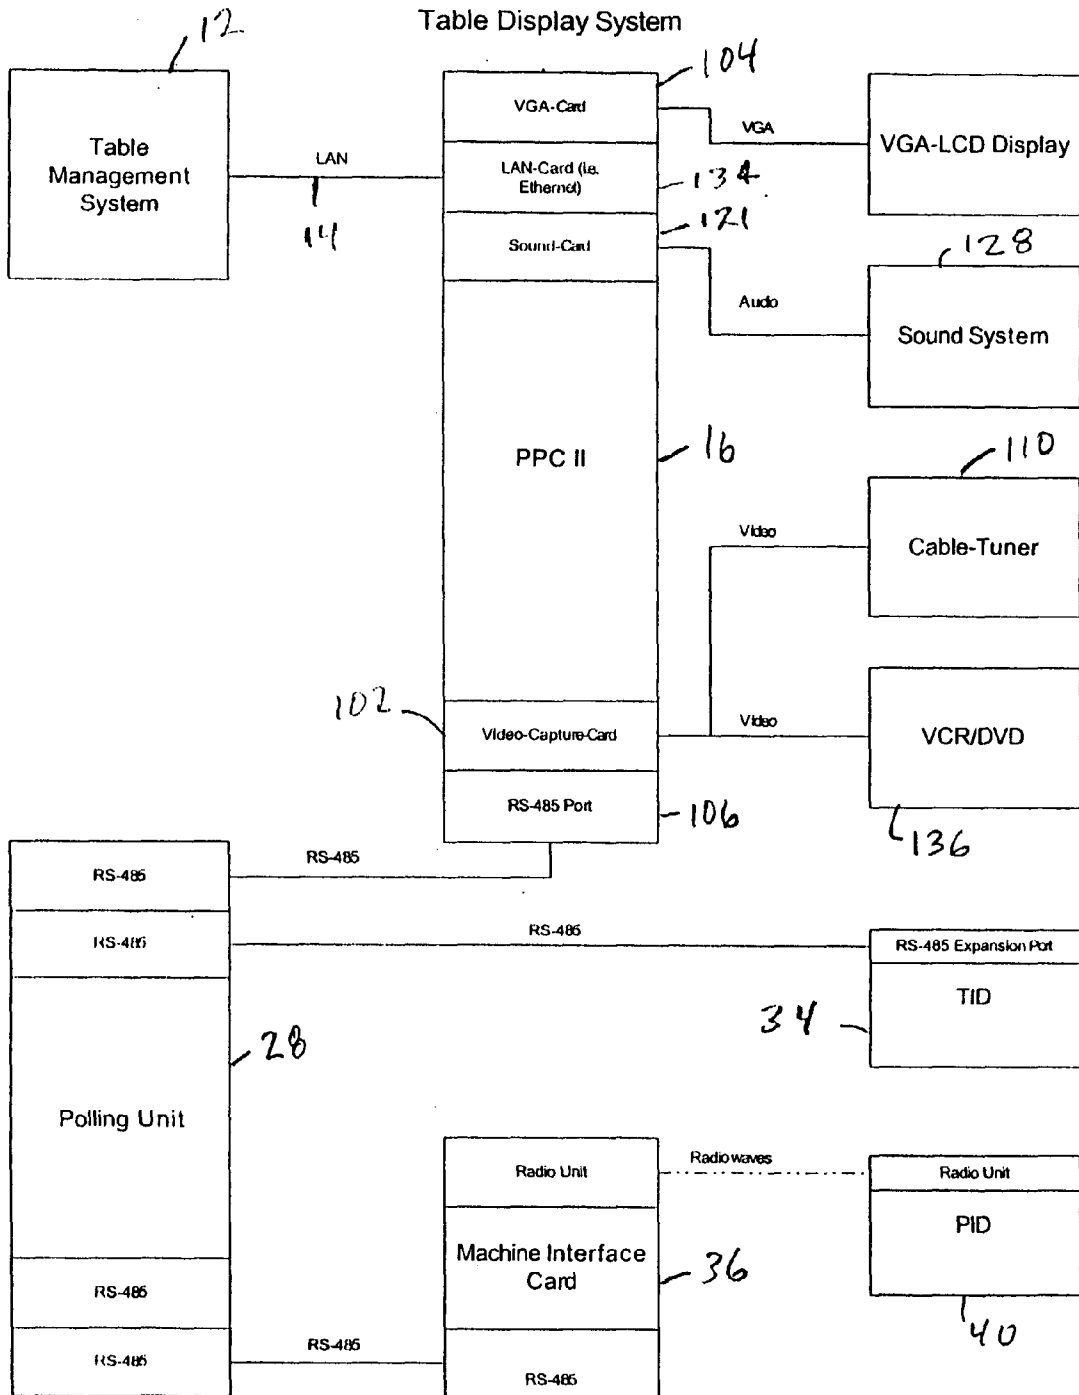 Table Display System
12
104
VGA-Card
VGA
VGA-LCD Display
Table
Management
System
LAN
14
LAN-Card (i.e.
Ethernet)
134
121
Sound-Card
128
Audio
Sound System
PPC II
16
110
Video
Cable-Tuner
102
Video-Capture-Card
Video
VCR/DVD
RS-485 Port
106
136
RS-485
RS-485
RS-485
RS-485
RS-485 Expansion Port
TID
34
28
Polling Unit
Radio Unit
Radio waves
Radio Unit
PID
Machine Interface
Card
36
40
RS-485
RS-485
RS-485
RS-485